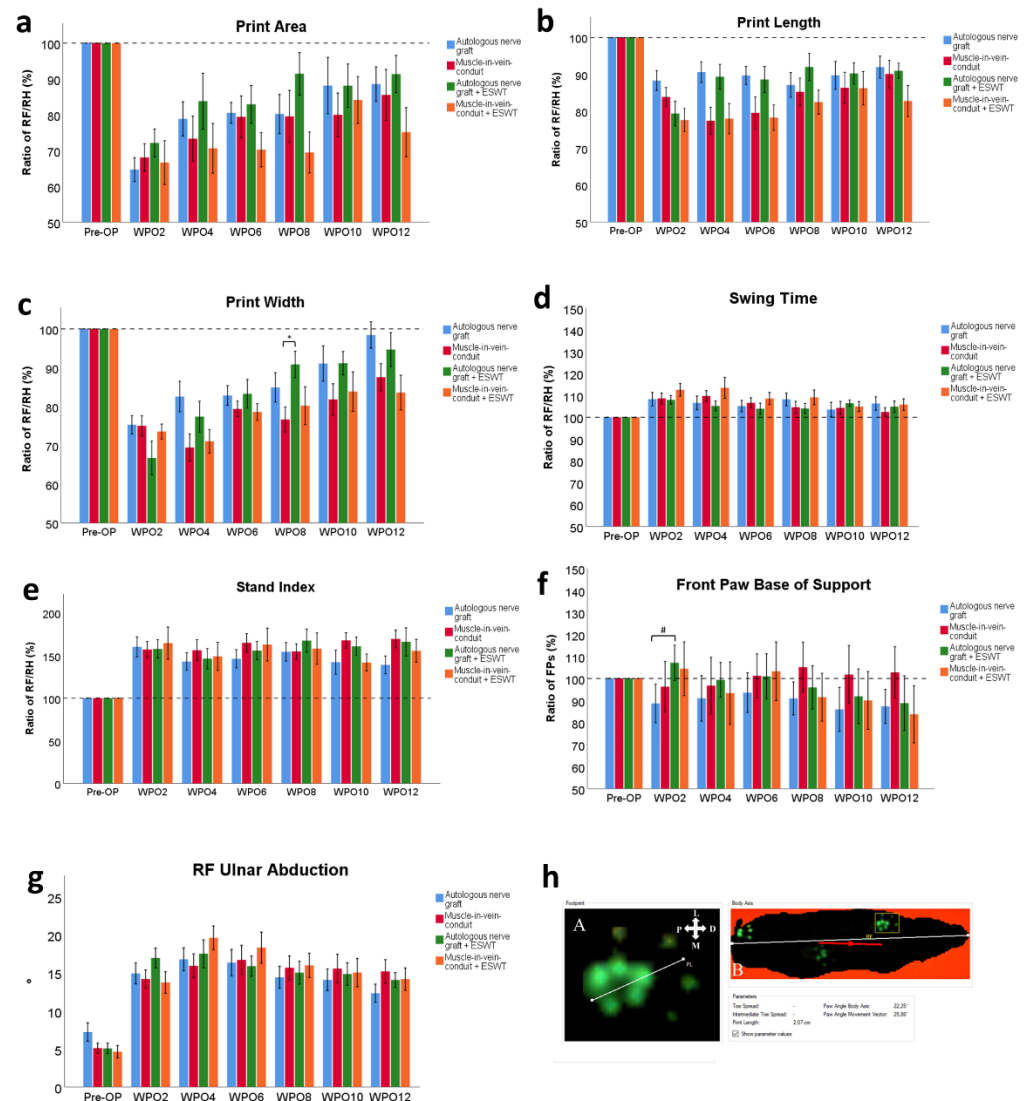 a
Print Area
Ratio of RF/RH (%)
100
90
80
70
60
50
Pre-OP WPO2 WPO4 WPO6 WPO8 WPO10 WPO12
Autologous nerve
graft
Muscle-in-vein-
conduit
Autologous nerve
graft + ESWT
Muscle-in-vein-
conduit + ESWT
b
Print Length
Ratio of RF/RH (%)
100
90
80
70
60
50
Pre-OP WPO2 WPO4 WPO6 WPO8 WPO10 WPO12
Autologous nerve
graft
Muscle-in-vein-
conduit
Autologous nerve
graft + ESWT
Muscle-in-vein-
conduit + ESWT
c
Print Width
Ratio of RF/RH (%)
100
90
80
70
60
50
*
Pre-OP WPO2 WPO4 WPO6 WPO8 WPO10 WPO12
Autologous nerve
graft
Muscle-in-vein-
conduit
Autologous nerve
graft + ESWT
Muscle-in-vein-
conduit + ESWT
d
Swing Time
Ratio of RF/RH (%)
150
140
130
120
110
100
90
80
70
60
50
Pre-OP WPO2 WPO4 WPO6 WPO8 WPO10 WPO12
Autologous nerve
graft
Muscle-in-vein-
conduit
Autologous nerve
graft + ESWT
Muscle-in-vein-
conduit + ESWT
e
Stand Index
Ratio of RF/RH (%)
200
150
100
50
0
Pre-OP WPO2 WPO4 WPO6 WPO8 WPO10 WPO12
Autologous nerve
graft
Muscle-in-vein-
conduit
Autologous nerve
graft + ESWT
Muscle-in-vein-
conduit + ESWT
f
Front Paw Base of Support
Ratio of FPs (%)
150
140
130
120
110
100
90
80
70
60
50
#
Pre-OP WPO2 WPO4 WPO6 WPO8 WPO10 WPO12
Autologous nerve
graft
Muscle-in-vein-
conduit
Autologous nerve
graft + ESWT
Muscle-in-vein-
conduit + ESWT
g
RF Ulnar Abduction
°
25
20
15
10
5
0
Pre-OP WPO2 WPO4 WPO6 WPO8 WPO10 WPO12
Autologous nerve
graft
Muscle-in-vein-
conduit
Autologous nerve
graft + ESWT
Muscle-in-vein-
conduit + ESWT
h
Footprint
A
L
P D
M
PL
Body Axis
RF
B
Parameters
Toe Spread: - Paw Angle Body Axis: 22,25°
Intermediate Toe Spread: - Paw Angle Movement Vector: 25,06°
Print Length: 2,07 cm
Show parameter values